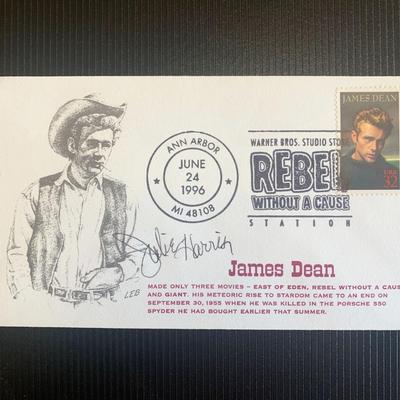 JAMES DEAN
USA
32
ANN ARBOR
JUNE
24
1996
MI 48108
WARNER BROS. STUDIO STORE
REBEL
WITHOUT A CAUSE
STATION
Julie Harris
LEB
James Dean
MADE ONLY THREE MOVIES – EAST OF EDEN, REBEL WITHOUT A CAUS
AND GIANT. HIS METEORIC RISE TO STARDOM CAME TO AN END ON
SEPTEMBER 30, 1955 WHEN HE WAS KILLED IN THE PORSCHE 550
SPYDER HE HAD BOUGHT EARLIER THAT SUMMER.